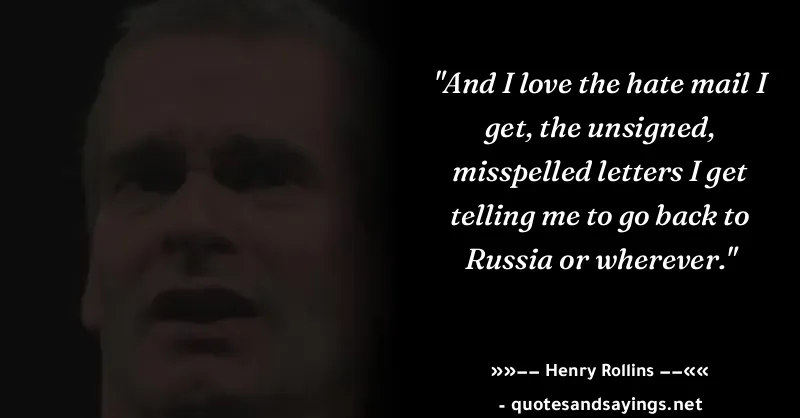 "And I love the hate mail I
get, the unsigned,
misspelled letters I get
telling me to go back to
Russia or wherever."
»»—— Henry Rollins ——««
- quotesandsayings.net